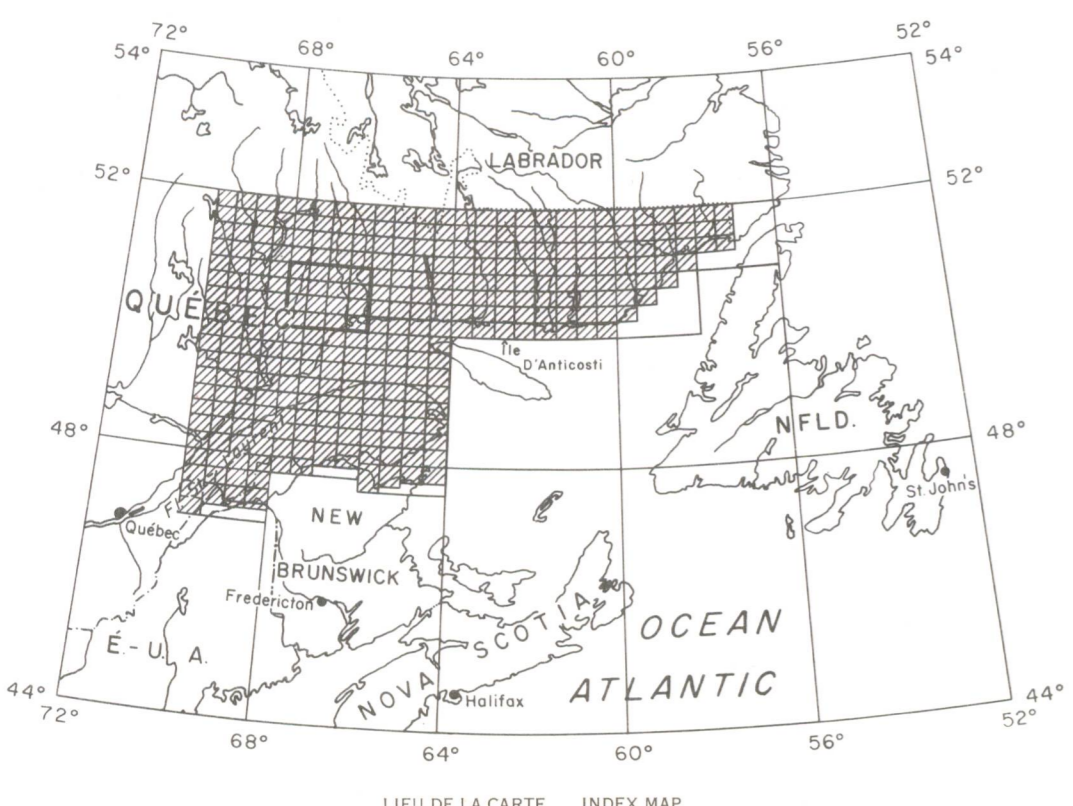 72° 68° 64° 60° 56° 52°
54° 54°
LABRADOR
52° 52°
QUÉBEC
Île
D'Anticosti
NFLD.
48° 48°
St. John's
Québec
NEW
BRUNSWICK
Fredericton
NOVA SCOTIA
OCEAN
ATLANTIC
É.-U. A.
Halifax
44° 44°
72° 68° 64° 60° 56° 52°
LIEU DE LA CARTE INDEX MAP